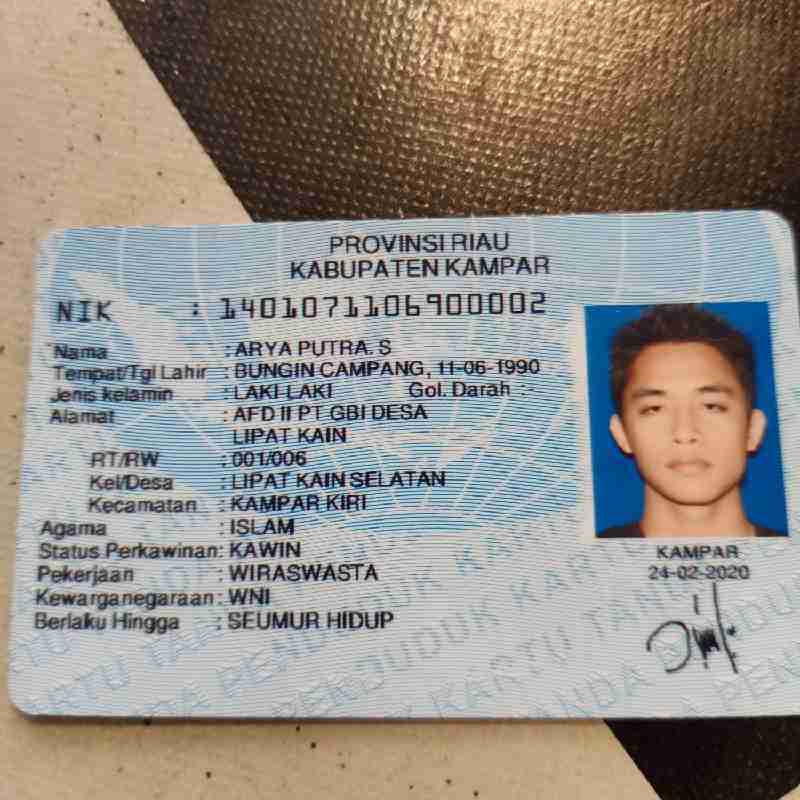 PROVINSI RIAU
KABUPATEN KAMPAR
NIK : 1401071106900002
Nama : ARYA PUTRA. S
Tempat/Tgl Lahir : BUNGIN CAMPANG, 11-06-1990
Jenis kelamin : LAKI LAKI Gol. Darah :-
Alamat : AFD II PT GBI DESA
LIPAT KAIN
RT/RW : 001/006
Kel/Desa : LIPAT KAIN SELATAN
Kecamatan : KAMPAR KIRI
Agama : ISLAM
Status Perkawinan: KAWIN
Pekerjaan : WIRASWASTA
Kewarganegaraan : WNI
Berlaku Hingga : SEUMUR HIDUP
KAMPAR
24-02-2020
KARTU TANDA PENDUDUK KARTU TANDA PENDUDUK